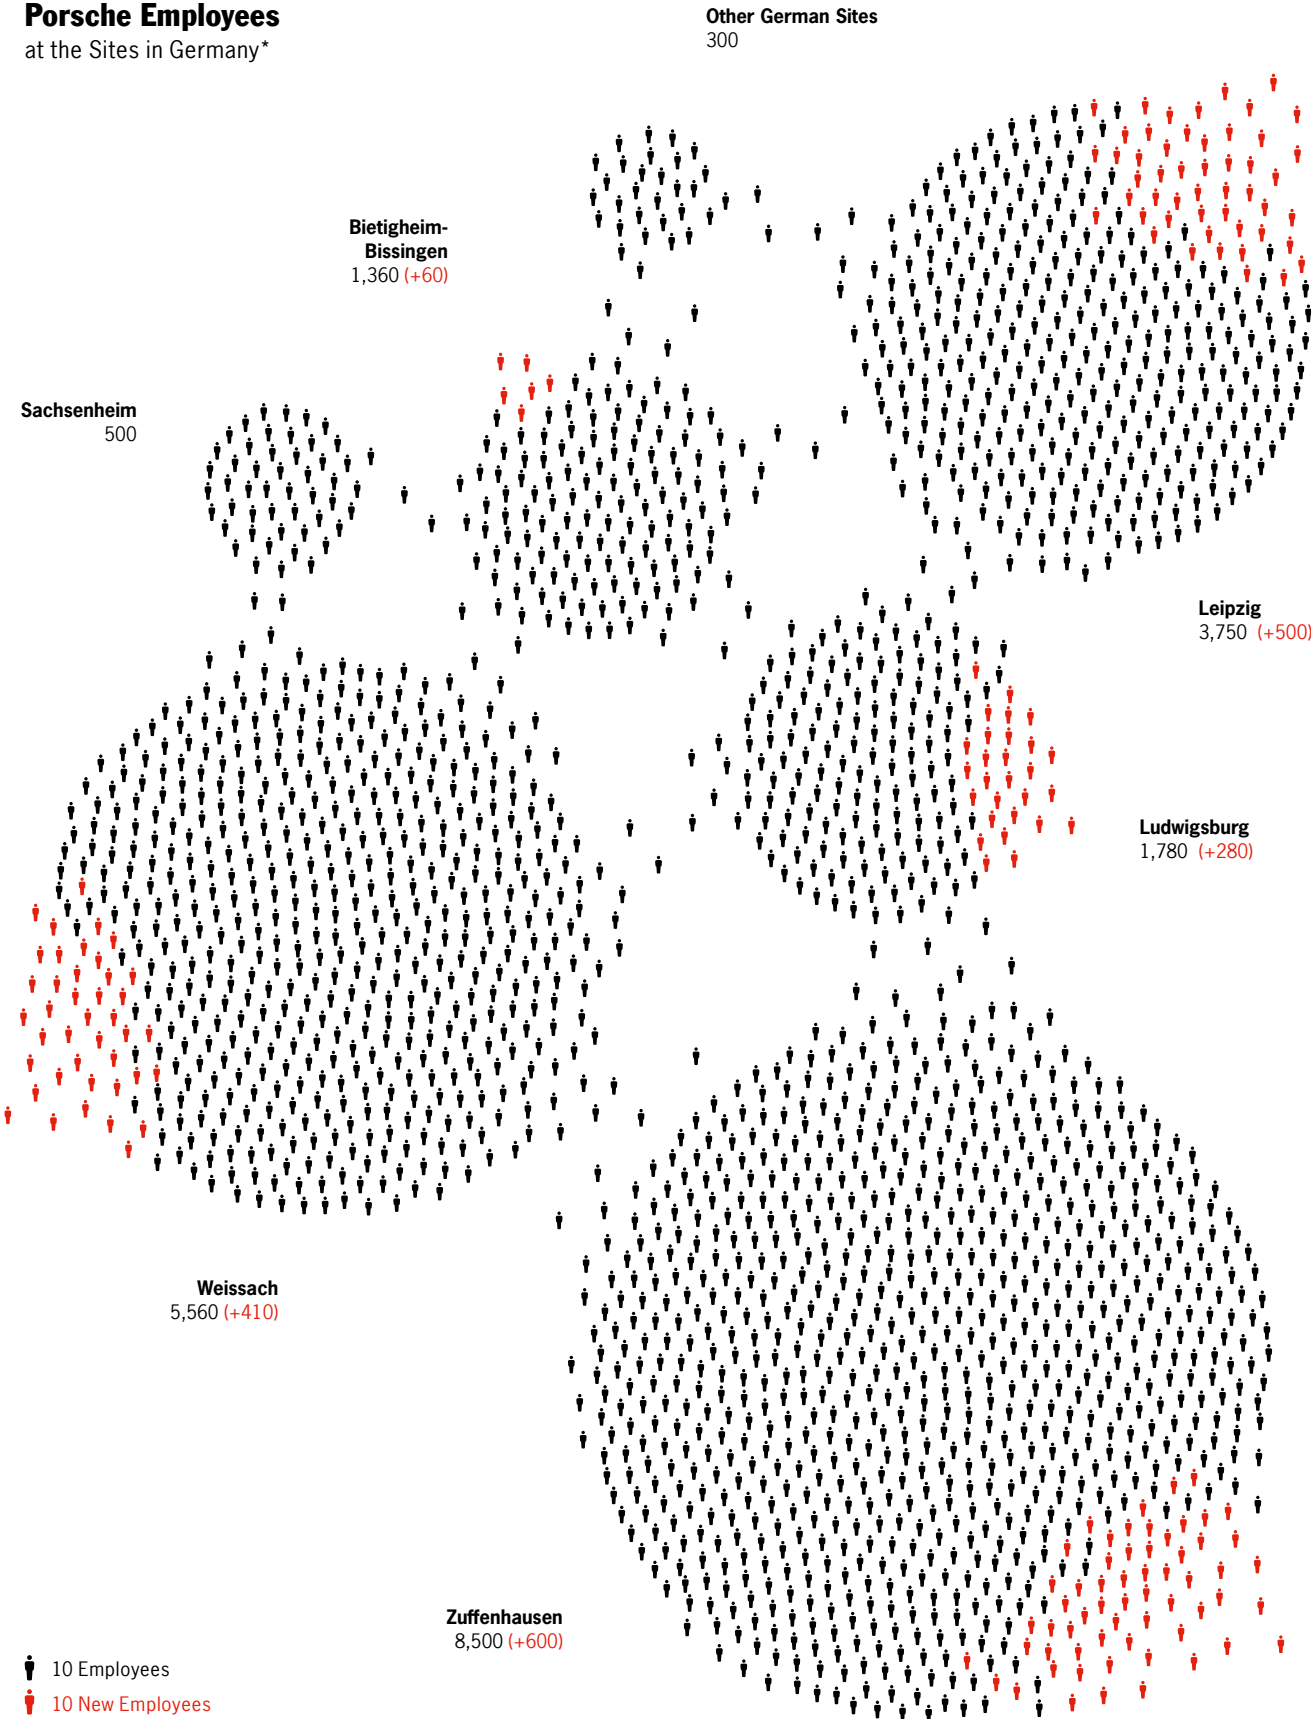 Porsche Employees
at the Sites in Germany*
Other German Sites
300
Bietigheim-
Bissingen
1,360 (+60)
Sachsenheim
500
Leipzig
3,750 (+500)
Ludwigsburg
1,780 (+280)
Weissach
5,560 (+410)
Zuffenhausen
8,500 (+600)
10 Employees
10 New Employees